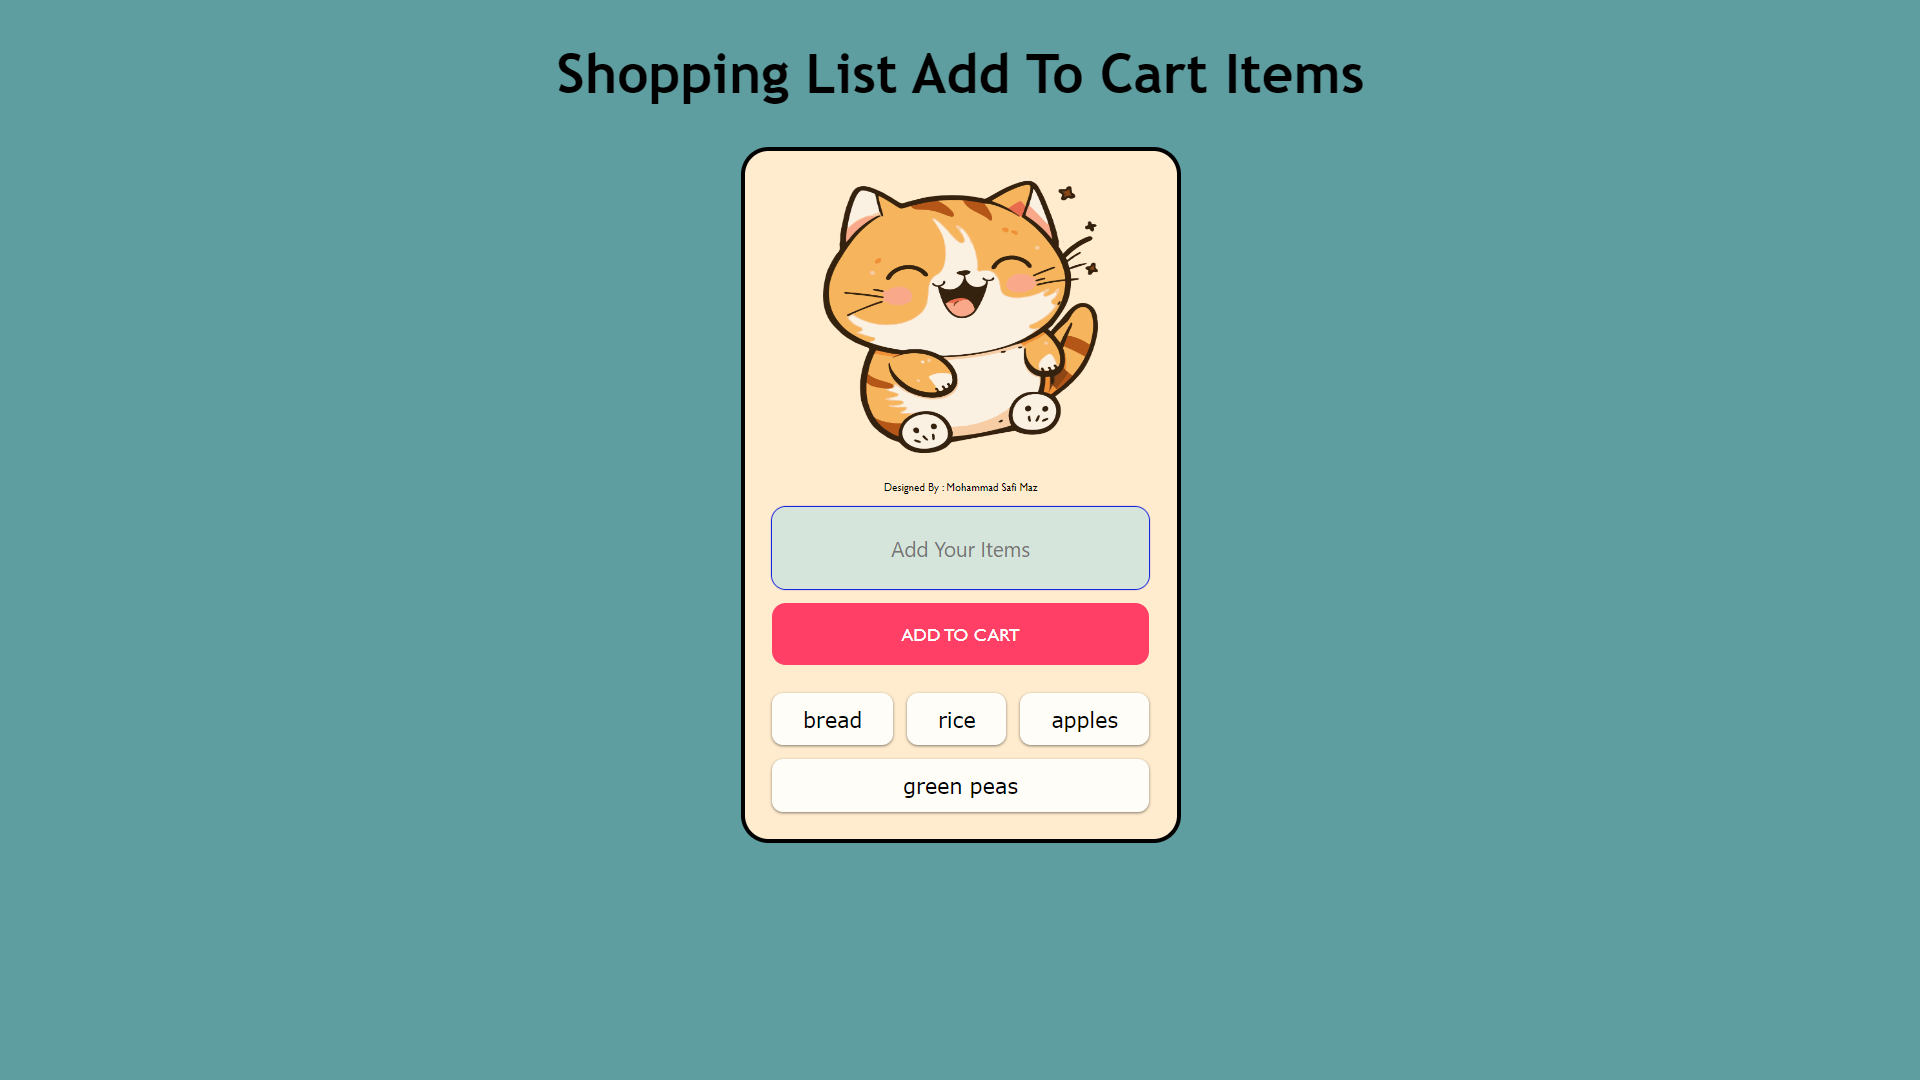 Shopping List Add To Cart Items
Designed By : Mohammad Safi Maz
Add Your Items
ADD TO CART
bread rice apples
green peas